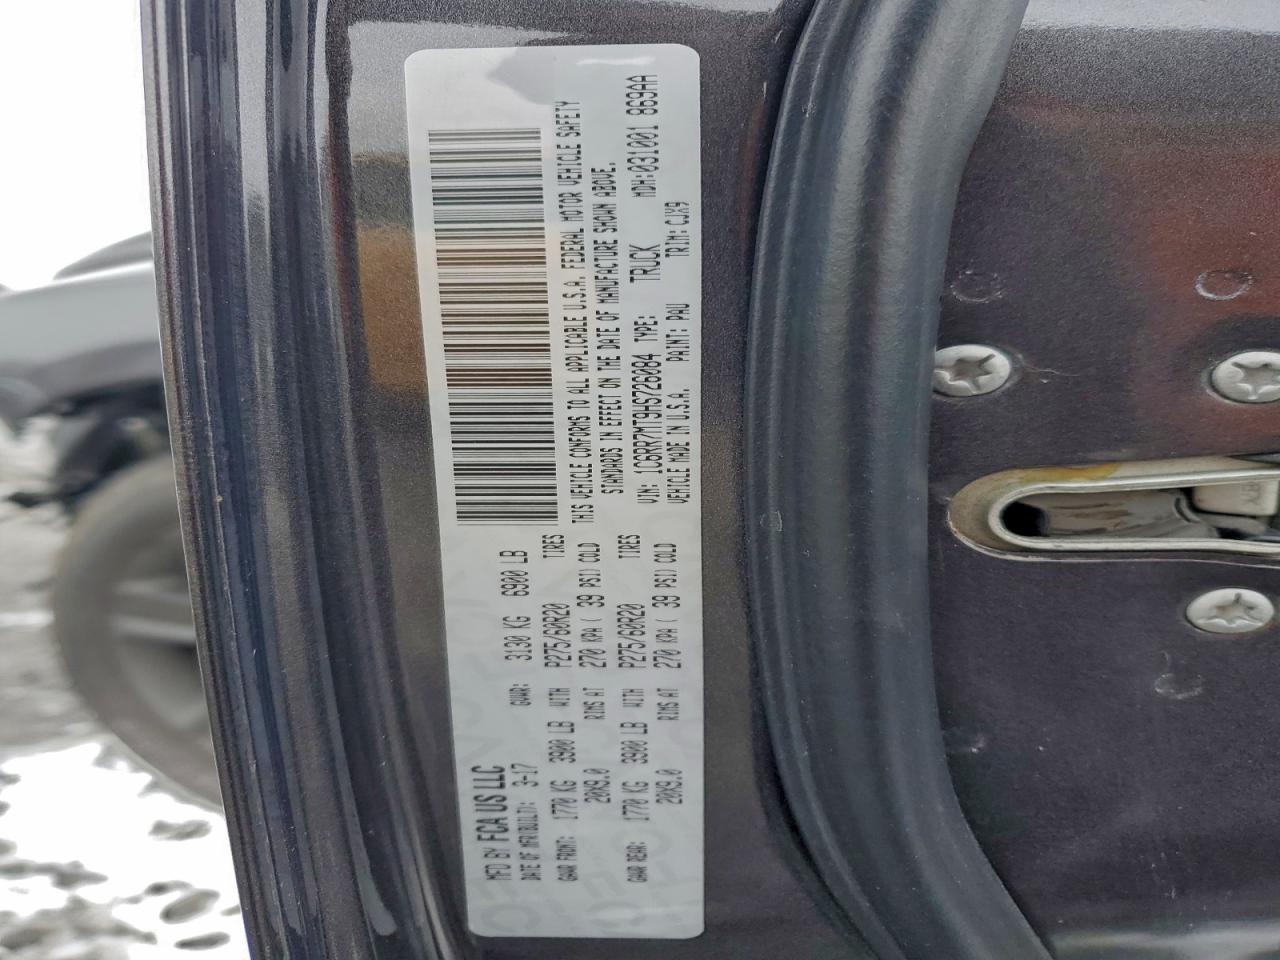 MFD BY FCA US LLC
DATE OF MFR(BUILT): 3-17 GVWR: 3130 KG 6900 LB
GAWR FRONT: 1770 KG 3900 LB WITH P275/60R20 TIRES
20X9.0 RIMS AT 270 KPA ( 39 PSI) COLD
GAWR REAR: 1770 KG 3900 LB WITH P275/60R20 TIRES
20X9.0 RIMS AT 270 KPA ( 39 PSI) COLD
THIS VEHICLE CONFORMS TO ALL APPLICABLE U.S.A. FEDERAL MOTOR VEHICLE SAFETY
STANDARDS IN EFFECT ON THE DATE OF MANUFACTURE SHOWN ABOVE.
VIN: 1C6RR7MT9HS726084 TYPE: TRUCK MDH:031001 869AA
VEHICLE MADE IN U.S.A. PAINT: PAU TRIM: CJX9